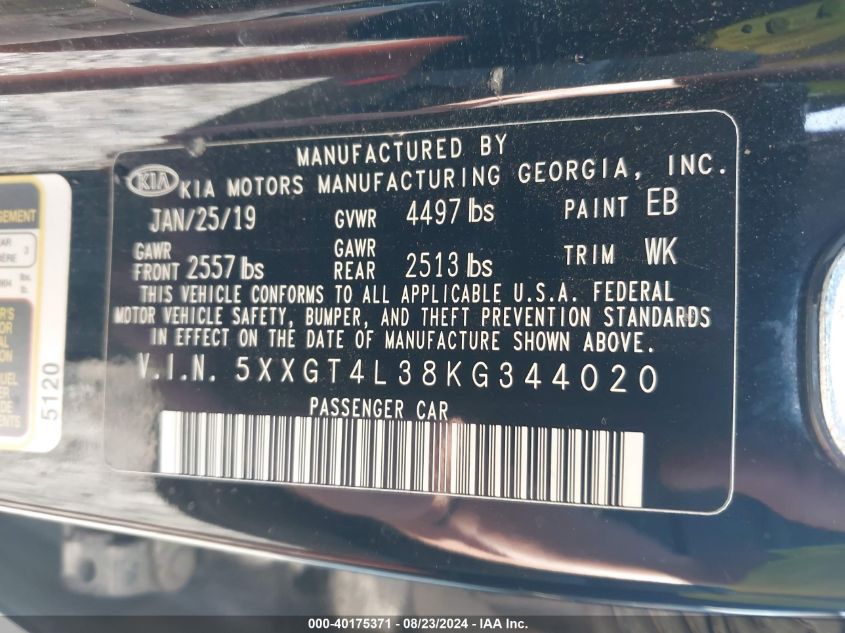 MANUFACTURED BY
KIA KIA MOTORS MANUFACTURING GEORGIA, INC.
JAN/25/19 GVWR 4497 lbs PAINT EB
GAWR FRONT 2557 lbs GAWR REAR 2513 lbs TRIM WK
THIS VEHICLE CONFORMS TO ALL APPLICABLE U.S.A. FEDERAL
MOTOR VEHICLE SAFETY, BUMPER, AND THEFT PREVENTION STANDARDS
IN EFFECT ON THE DATE OF MANUFACTURE SHOWN ABOVE.
V.I.N. 5XXGT4L38KG344020
PASSENGER CAR
5120
000-40175371 - 08/23/2024 - IAA Inc.